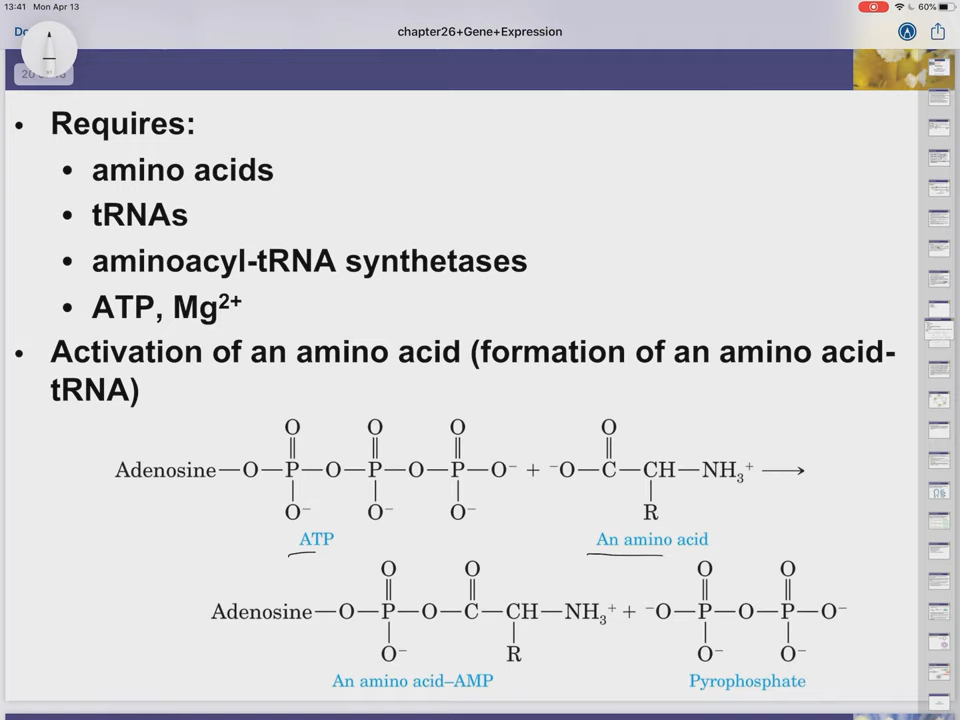 13:41 Mon Apr 13
60%
chapter26+Gene+Expression
• Requires:
• amino acids
• tRNAs
• aminoacyl-tRNA synthetases
• ATP, Mg²⁺
• Activation of an amino acid (formation of an amino acid-
tRNA)
O O O O
Adenosine—O—P—O—P—O—P—O⁻ + ⁻O—C—CH—NH₃⁺ →
O⁻ O⁻ O⁻ R
ATP An amino acid
O O O O
Adenosine—O—P—O—C—CH—NH₃⁺ + ⁻O—P—O—P—O⁻
O⁻ R O⁻ O⁻
An amino acid–AMP Pyrophosphate